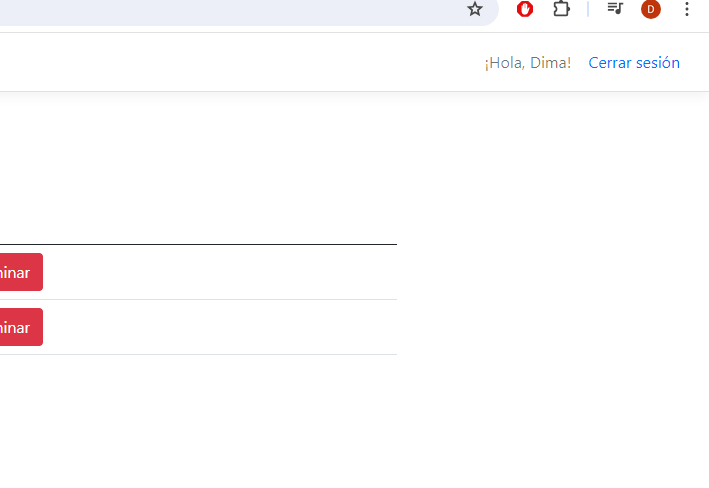 D
¡Hola, Dima! Cerrar sesión
minar
minar